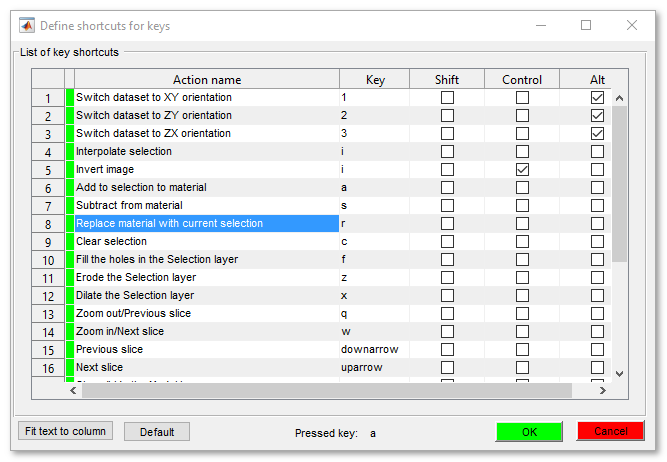 Define shortcuts for keys
List of key shortcuts
Action name Key Shift Control Alt
1 Switch dataset to XY orientation 1
2 Switch dataset to ZY orientation 2
3 Switch dataset to ZX orientation 3
4 Interpolate selection i
5 Invert image i
6 Add to selection to material a
7 Subtract from material s
8 Replace material with current selection r
9 Clear selection c
10 Fill the holes in the Selection layer f
11 Erode the Selection layer z
12 Dilate the Selection layer x
13 Zoom out/Previous slice q
14 Zoom in/Next slice w
15 Previous slice downarrow
16 Next slice uparrow
Fit text to column Default Pressed key: a OK Cancel